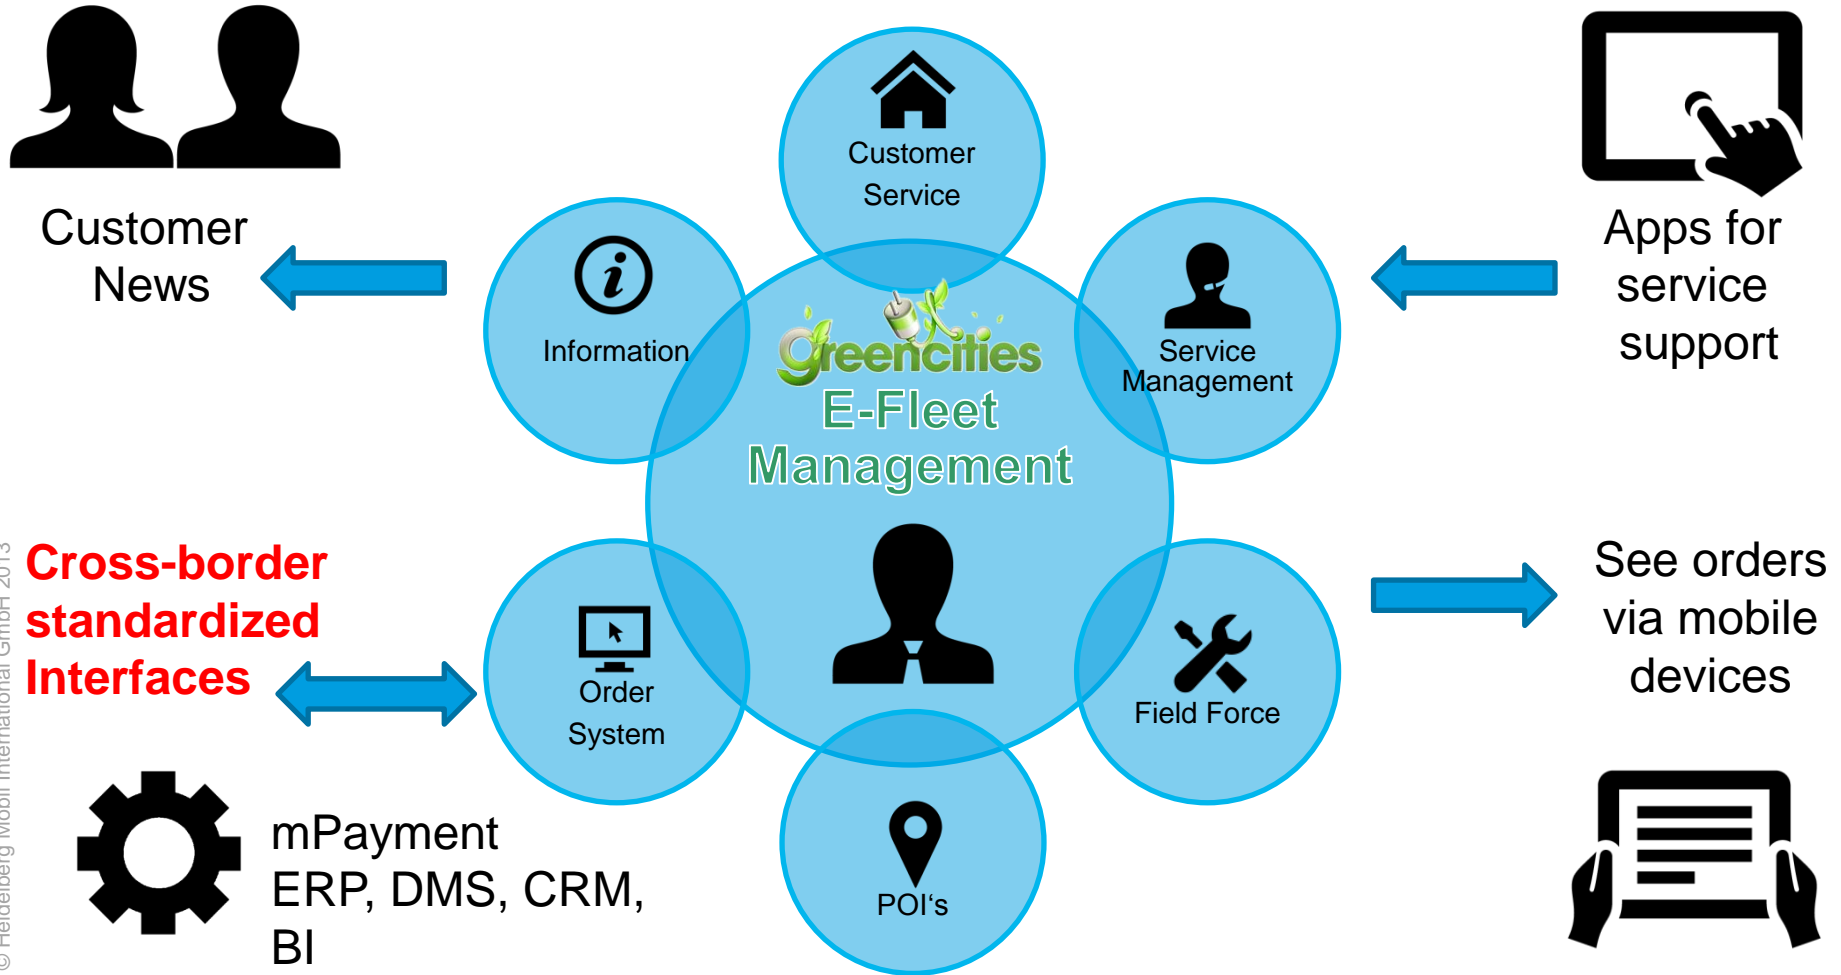 Customer
News
Customer
Service
Information
Service
Management
Apps for
service
support
greencities
E-Fleet
Management
Cross-border
standardized
Interfaces
Order
System
Field Force
See orders
via mobile
devices
mPayment
ERP, DMS, CRM,
BI
POI‘s
© Heidelberg Mobil International GmbH 2013